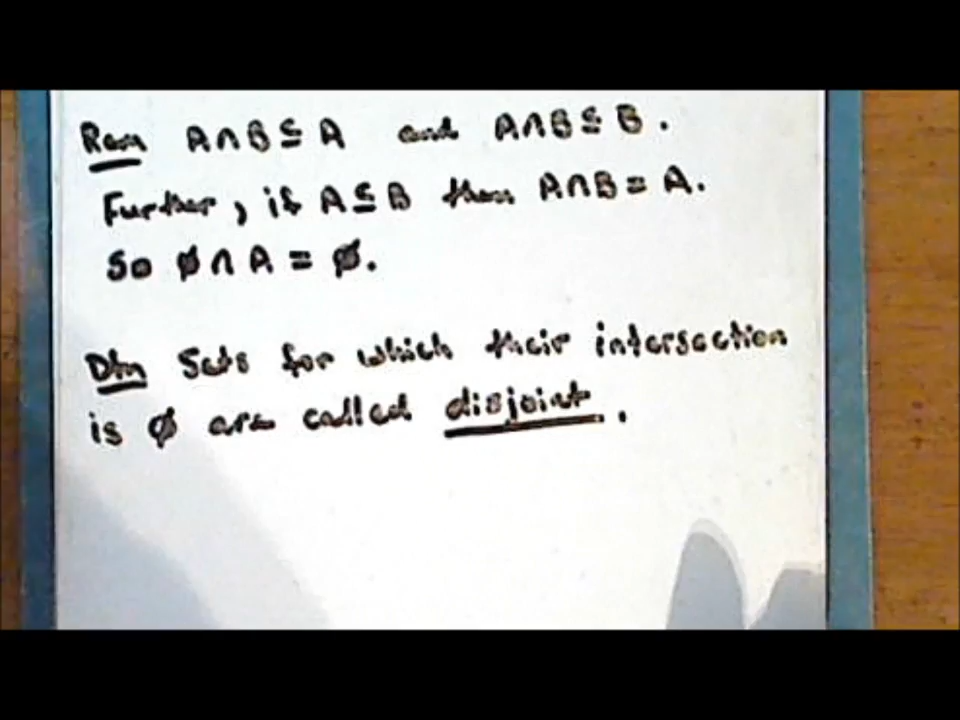 Rem A∩B⊆A and A∩B⊆B.
Further, if A⊆B then A∩B = A.
So ∅∩A = ∅.
Dfn Sets for which their intersection
is ∅ are called disjoint.